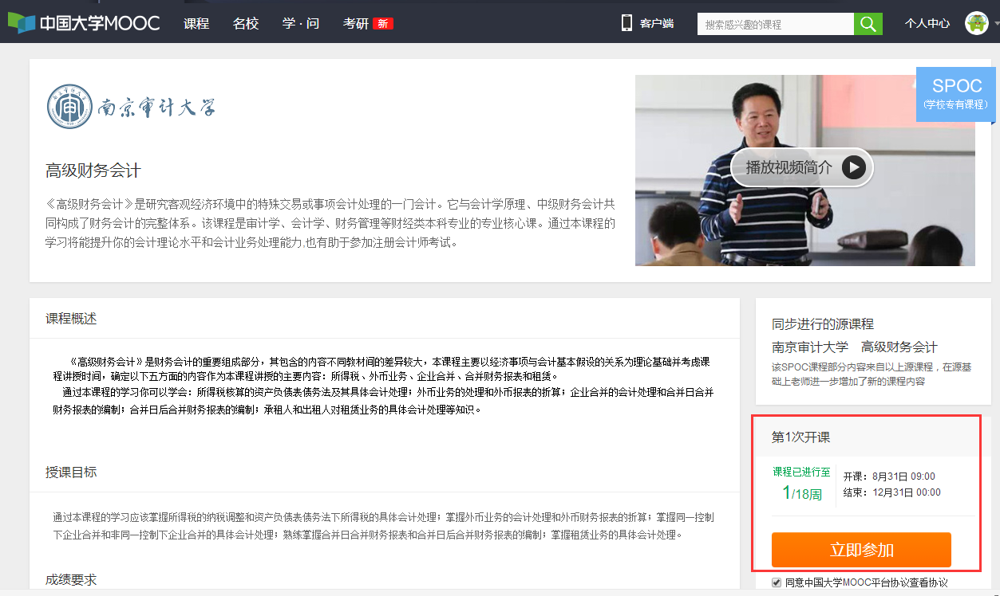 中国大学MOOC 课程 名校 学·问 考研 新 客户端 搜索感兴趣的课程 个人中心
南京审计大学
SPOC
(学校专有课程)
播放视频简介
高级财务会计
《高级财务会计》是研究客观经济环境中的特殊交易或事项会计处理的一门会计。它与会计学原理、中级财务会计共
同构成了财务会计的完整体系。该课程是审计学、会计学、财务管理等财经类本科专业的专业核心课。通过本课程的
学习将能提升你的会计理论水平和会计业务处理能力,也有助于参加注册会计师考试。
课程概述
《高级财务会计》是财务会计的重要组成部分，其包含的内容不同教材间的差异较大，本课程主要以经济事项与会计基本假设的关系为理论基础并考虑课
程讲授时间，确定以下五方面的内容作为本课程讲授的主要内容：所得税、外币业务、企业合并、合并财务报表和租赁。
通过本课程的学习你可以学会：所得税核算的资产负债表债务法及其具体会计处理；外币业务的处理和外币报表的折算；企业合并的会计处理和合并日合并
财务报表的编制；合并日后合并财务报表的编制；承租人和出租人对租赁业务的具体会计处理等知识。
授课目标
通过本课程的学习应该掌握所得税的纳税调整和资产负债表债务法下所得税的具体会计处理；掌握外币业务的会计处理和外币财务报表的折算；掌握同一控制
下企业合并和非同一控制下企业合并的具体会计处理；熟练掌握合并日合并财务报表和合并日后合并财务报表的编制；掌握租赁业务的具体会计处理。
成绩要求
同步进行的源课程
南京审计大学 高级财务会计
该SPOC课程部分内容来自以上源课程，在源基
础上老师进一步增加了新的课程内容
第1次开课
课程已进行至
1/18周
开课：8月31日 09:00
结束：12月31日 00:00
立即参加
同意中国大学MOOC平台协议查看协议